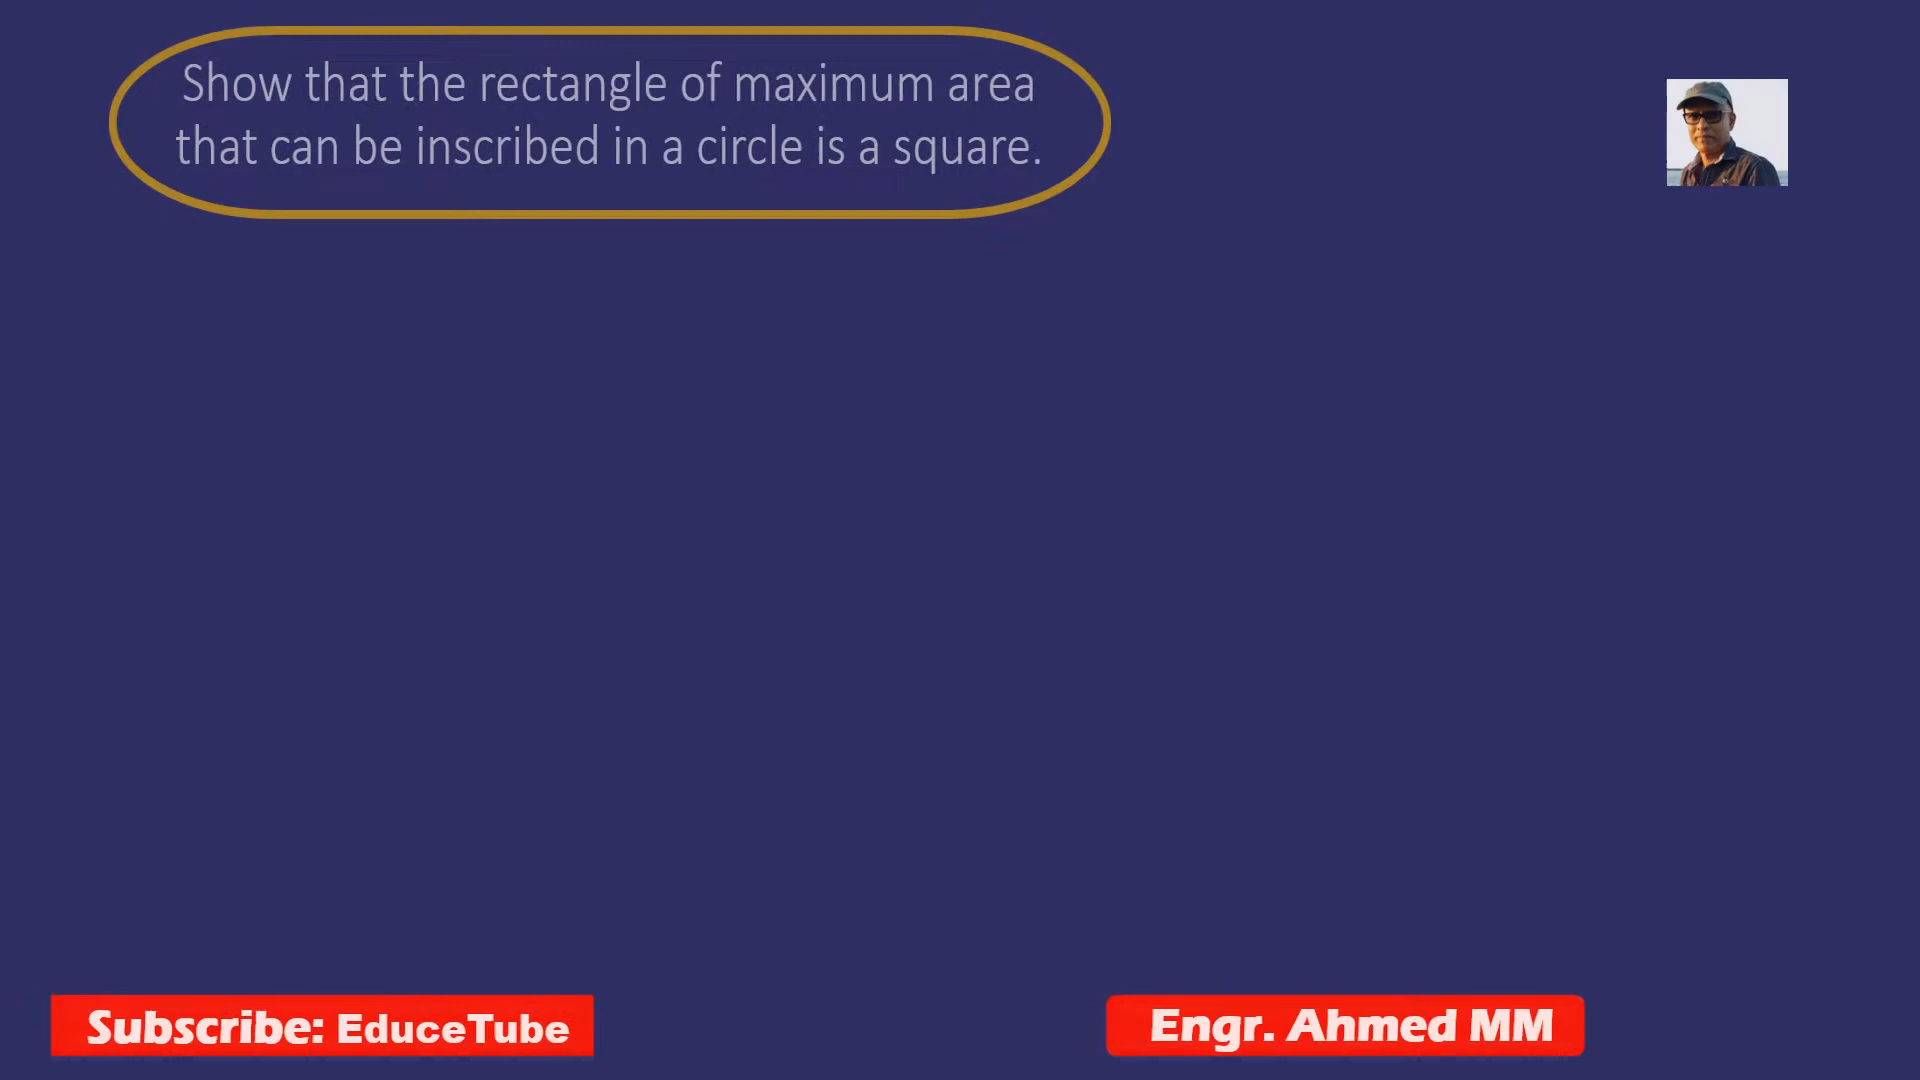 Show that the rectangle of maximum area
that can be inscribed in a circle is a square.
Subscribe: EduceTube
Engr. Ahmed MM